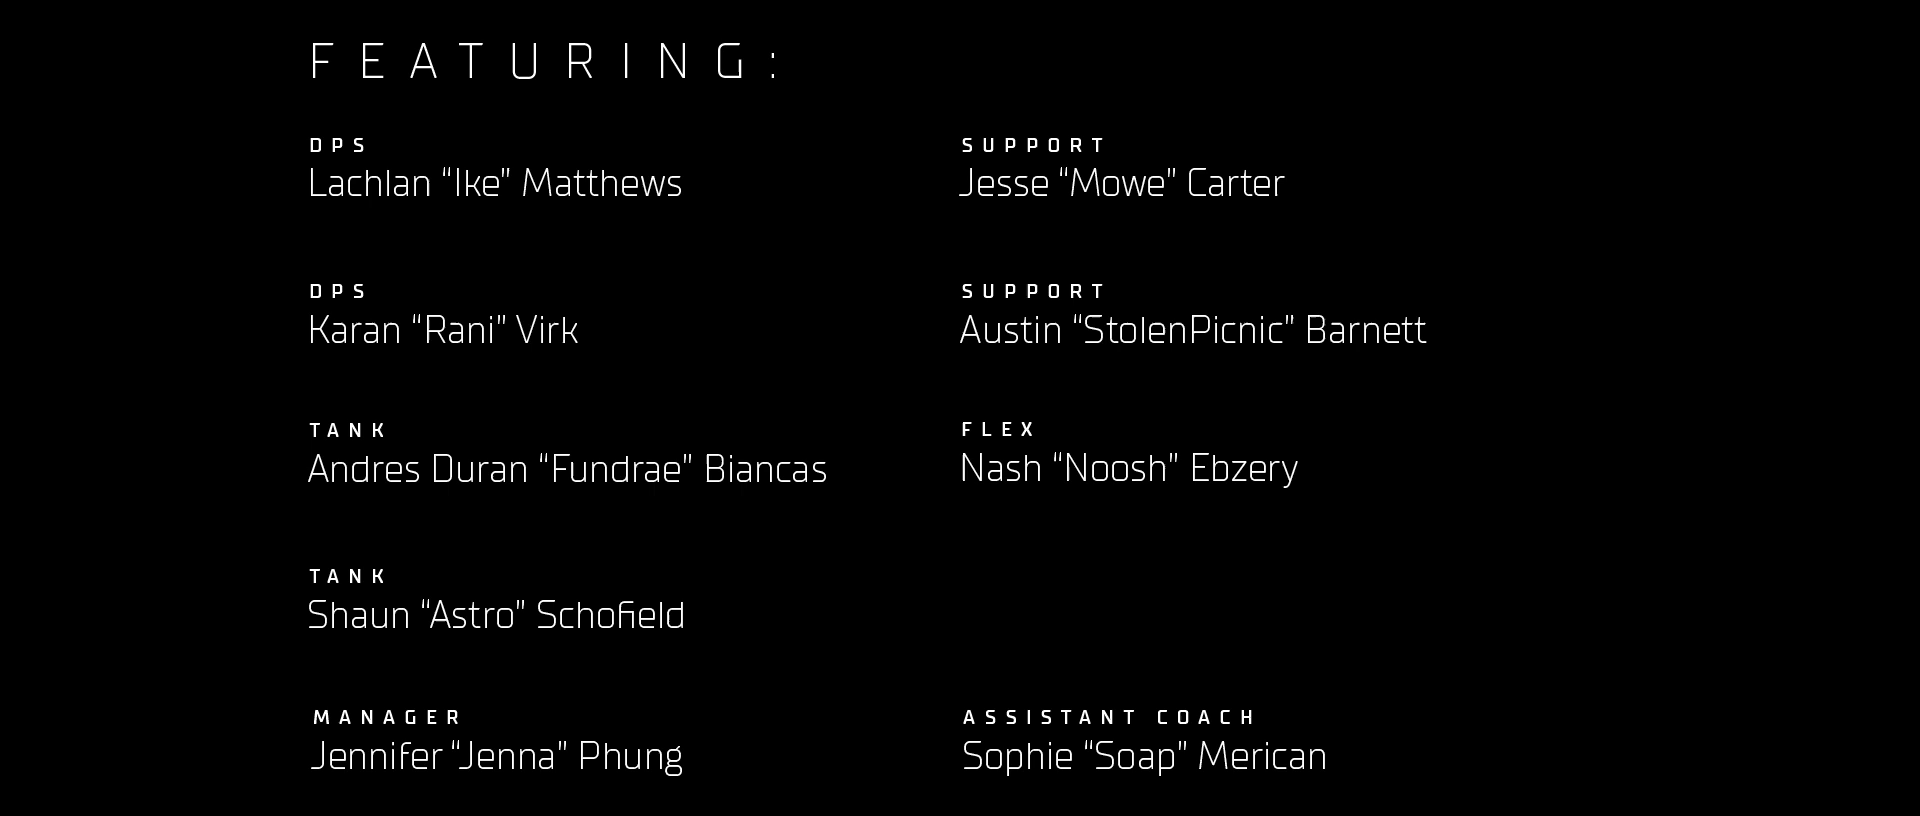 FEATURING:
DPS
Lachlan “Ike” Matthews
DPS
Karan “Rani” Virk
TANK
Andres Duran “Fundrae” Biancas
TANK
Shaun “Astro” Schofield
MANAGER
Jennifer “Jenna” Phung
SUPPORT
Jesse “Mowe” Carter
SUPPORT
Austin “StolenPicnic” Barnett
FLEX
Nash “Noosh” Ebzery
ASSISTANT COACH
Sophie “Soap” Merican